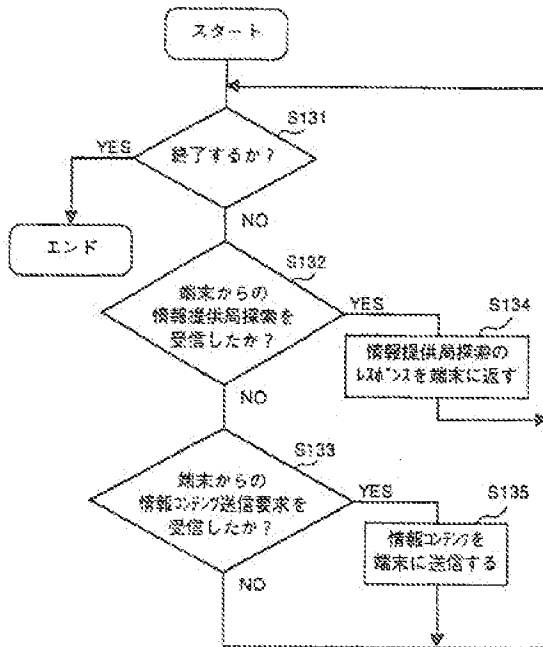 スタート
S131
YES
終了するか？
エンド
NO
S132
端末からの
情報提供局探索を
受信したか？
YES
S134
情報提供局探索の
ﾚｽﾎﾟﾝｽを端末に返す
NO
S133
端末からの
情報ｺﾝﾃﾝﾂ送信要求を
受信したか？
YES
S135
情報ｺﾝﾃﾝﾂを
端末に送信する
NO